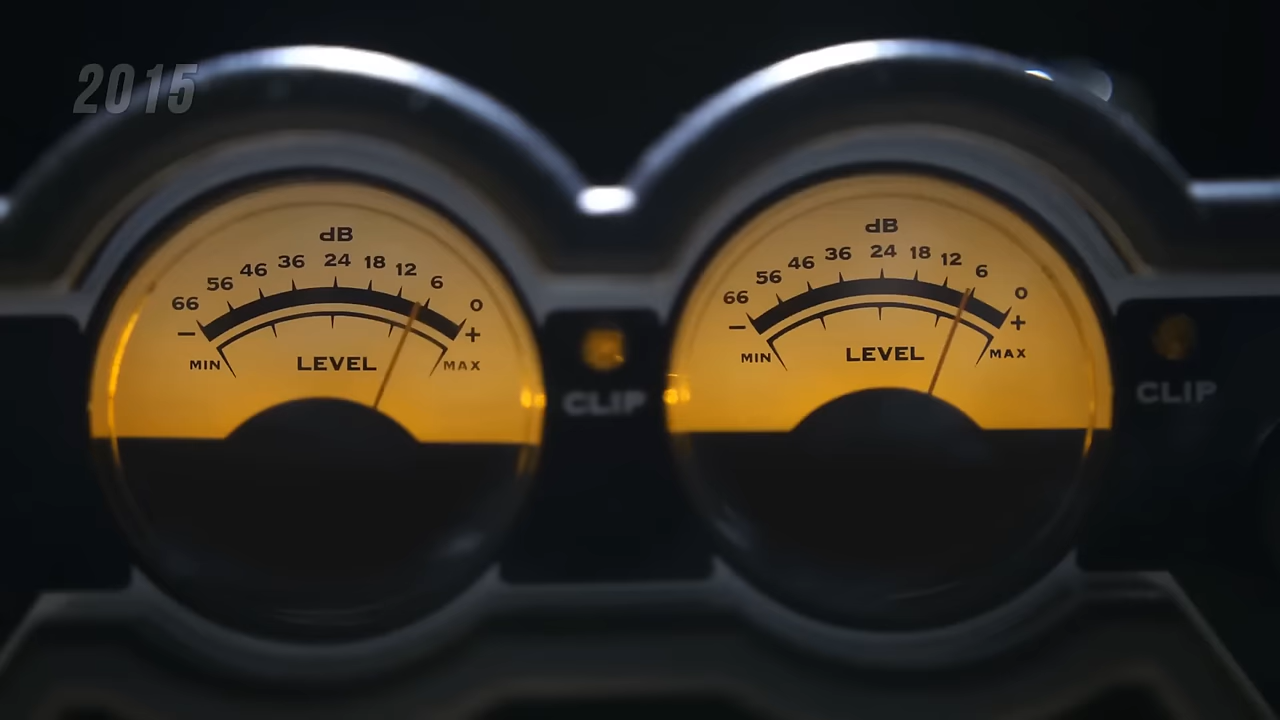 2015
dB
66 56 46 36 24 18 12 6 0
− +
MIN LEVEL MAX
CLIP
dB
66 56 46 36 24 18 12 6 0
− +
MIN LEVEL MAX
CLIP